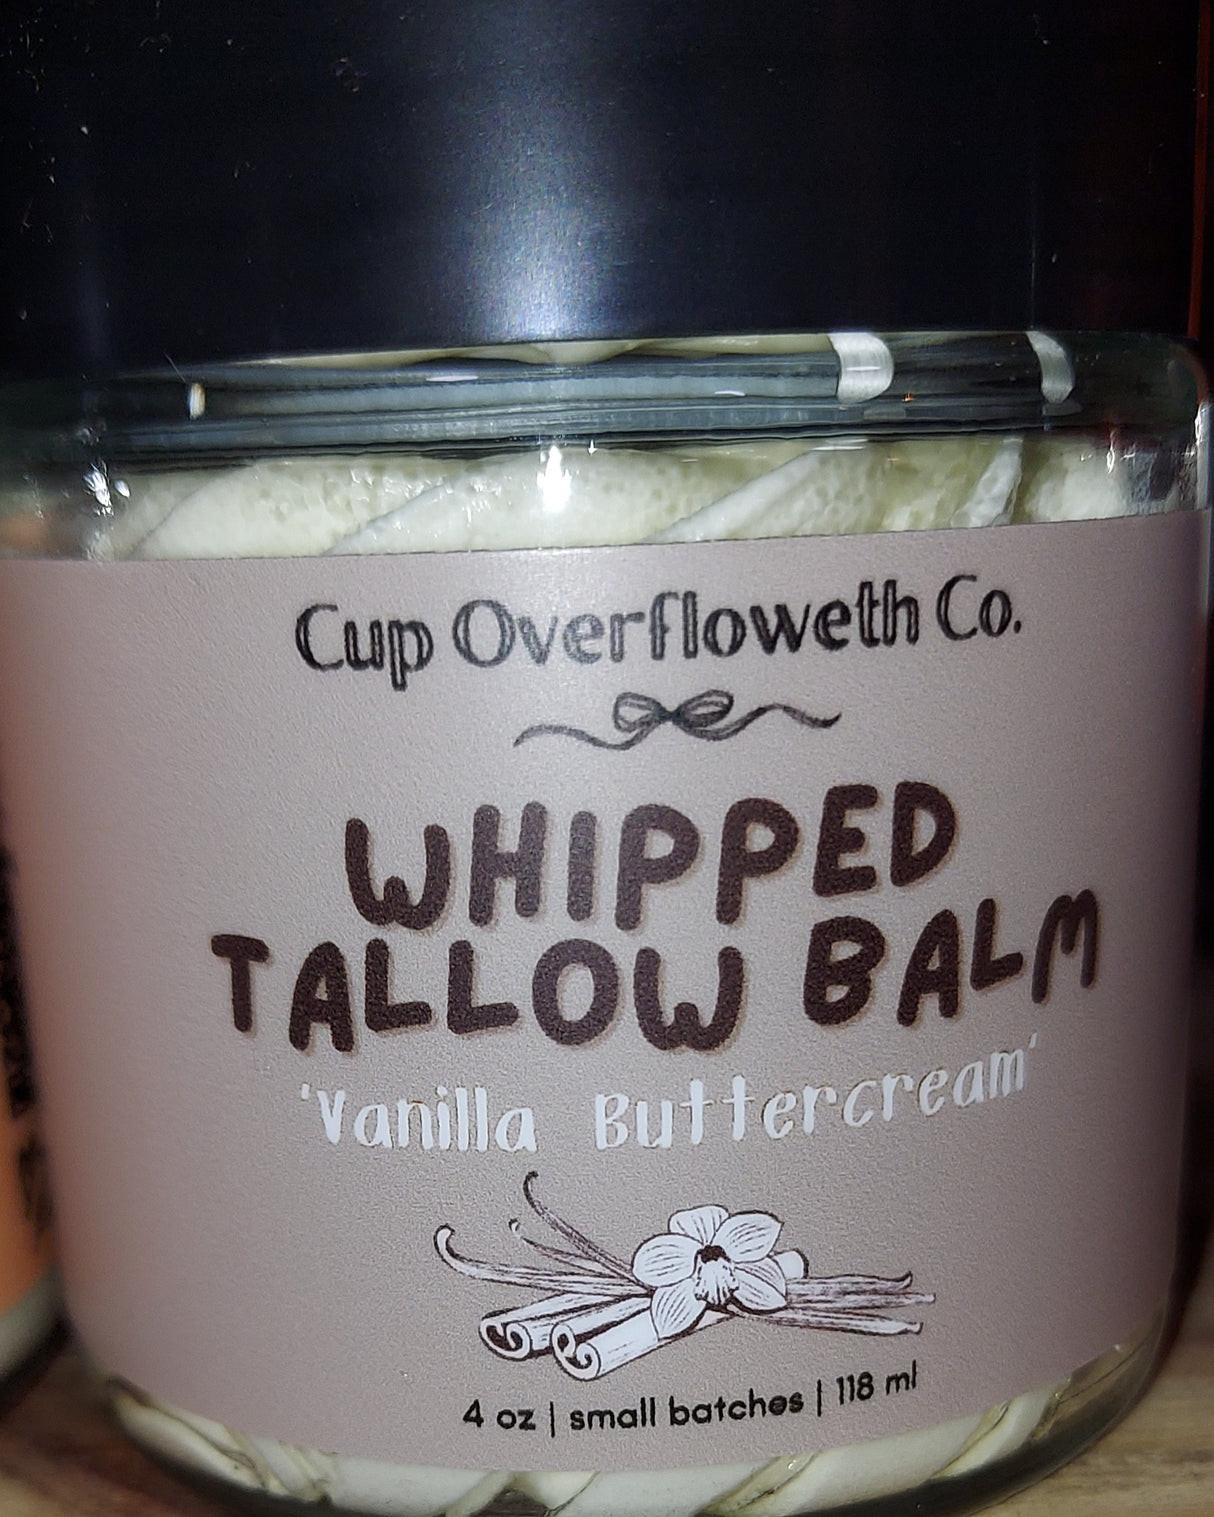 Cup Overfloweth Co.
WHIPPED
TALLOW BALM
'Vanilla Buttercream'
4 oz | small batches | 118 ml